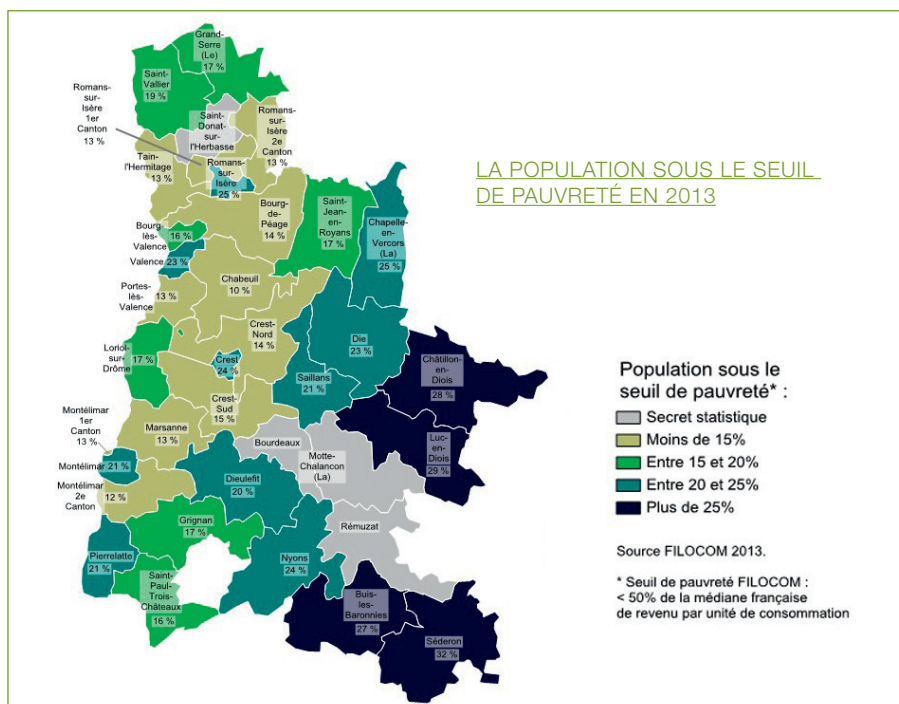 LA POPULATION SOUS LE SEUIL
DE PAUVRETÉ EN 2013
Grand-
Serre
(Le)
17 %
Saint-
Vallier
19 %
Romans-
sur-
Isère
1er
Canton
13 %
Saint-
Donat-
sur-
l'Herbasse
Romans-
sur-
Isère
2e
Canton
13 %
Tain-
l'Hermitage
13 %
Romans-
sur-
Isère
25 %
Bourg-
de-
Péage
14 %
Saint-
Jean-
en-
Royans
17 %
Chapelle-
en-
Vercors
(La)
25 %
Bourg-
lès-
Valence
16 %
Valence
23 %
Chabeuil
10 %
Portes-
lès-
Valence
13 %
Crest-
Nord
14 %
Die
23 %
Loriol-
sur-
Drôme
17 %
Crest
24 %
Saillans
21 %
Châtillon-
en-
Diois
28 %
Crest-
Sud
15 %
Montélimar
1er
Canton
13 %
Marsanne
13 %
Bourdeaux
Motte-
Chalancon
(La)
Luc-
en-
Diois
29 %
Montélimar
21 %
Montélimar
2e
Canton
12 %
Dieulefit
20 %
Grignan
17 %
Rémuzat
Pierrelatte
21 %
Nyons
24 %
Saint-
Paul-
Trois-
Châteaux
16 %
Buis-
les-
Baronnies
27 %
Séderon
32 %
Population sous le
seuil de pauvreté* :
Secret statistique
Moins de 15%
Entre 15 et 20%
Entre 20 et 25%
Plus de 25%
Source FILOCOM 2013.
* Seuil de pauvreté FILOCOM :
< 50% de la médiane française
de revenu par unité de consommation